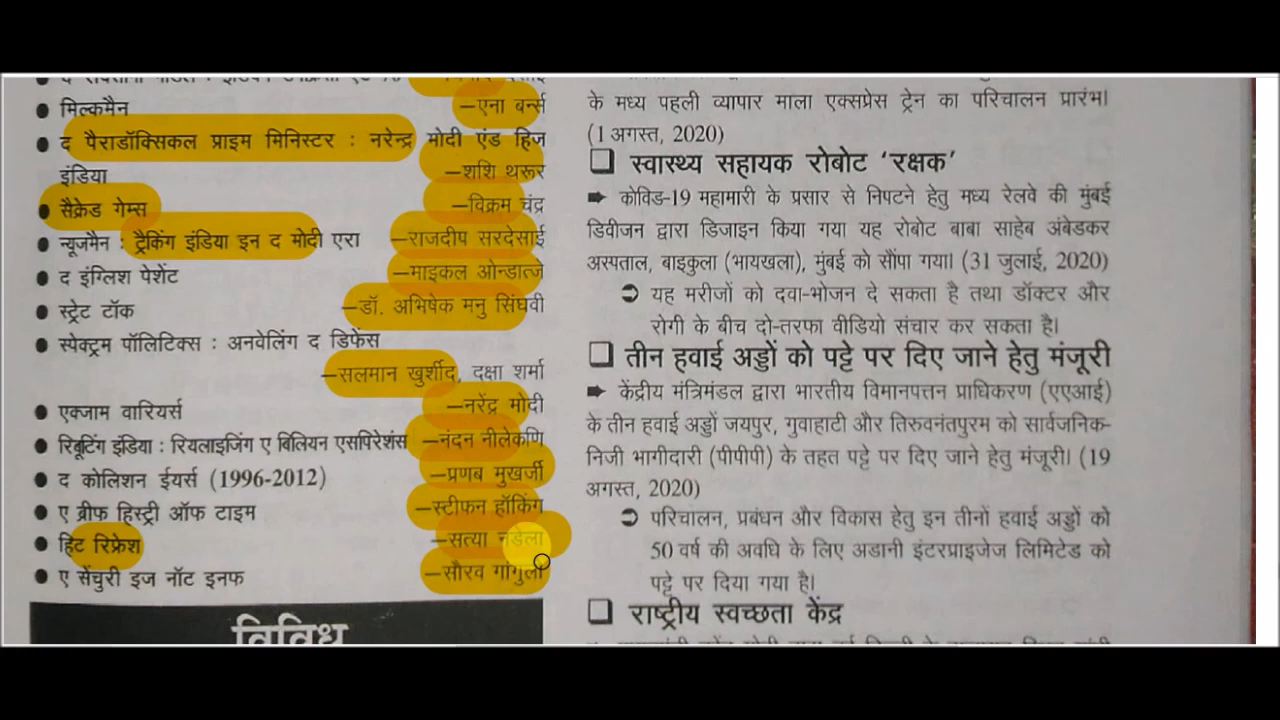 ● मिल्कमैन —एना बर्न्स
● द पैराडॉक्सिकल प्राइम मिनिस्टर : नरेन्द्र मोदी एंड हिज
इंडिया —शशि थरूर
● सैक्रेड गेम्स —विक्रम चंद्र
● न्यूजमैन : ट्रैकिंग इंडिया इन द मोदी एरा —राजदीप सरदेसाई
● द इंग्लिश पेशेंट —माइकल ओन्डात्जे
● स्ट्रेट टॉक —डॉ. अभिषेक मनु सिंघवी
● स्पेक्ट्रम पॉलिटिक्स : अनवेलिंग द डिफेंस
—सलमान खुर्शीद, दक्षा शर्मा
● एक्जाम वारियर्स —नरेंद्र मोदी
● रिबूटिंग इंडिया : रियलाइजिंग ए बिलियन एसपिरेशंस —नंदन नीलेकणि
● द कोलिशन ईयर्स (1996-2012) —प्रणब मुखर्जी
● ए ब्रीफ हिस्ट्री ऑफ टाइम —स्टीफन हॉकिंग
● हिट रिफ्रेश —सत्या नडेला
● ए सेंचुरी इज नॉट इनफ —सौरव गांगुली
विविध
के मध्य पहली व्यापार माला एक्सप्रेस ट्रेन का परिचालन प्रारंभ।
(1 अगस्त, 2020)
❑ स्वास्थ्य सहायक रोबोट ‘रक्षक’
➠ कोविड-19 महामारी के प्रसार से निपटने हेतु मध्य रेलवे की मुंबई
डिवीजन द्वारा डिजाइन किया गया यह रोबोट बाबा साहेब अंबेडकर
अस्पताल, बाइकुला (भायखला), मुंबई को सौंपा गया। (31 जुलाई, 2020)
➲ यह मरीजों को दवा-भोजन दे सकता है तथा डॉक्टर और
रोगी के बीच दो-तरफा वीडियो संचार कर सकता है।
❑ तीन हवाई अड्डों को पट्टे पर दिए जाने हेतु मंजूरी
➠ केंद्रीय मंत्रिमंडल द्वारा भारतीय विमानपत्तन प्राधिकरण (एएआई)
के तीन हवाई अड्डों जयपुर, गुवाहाटी और तिरुवनंतपुरम को सार्वजनिक-
निजी भागीदारी (पीपीपी) के तहत पट्टे पर दिए जाने हेतु मंजूरी। (19
अगस्त, 2020)
➲ परिचालन, प्रबंधन और विकास हेतु इन तीनों हवाई अड्डों को
50 वर्ष की अवधि के लिए अडानी इंटरप्राइजेज लिमिटेड को
पट्टे पर दिया गया है।
❑ राष्ट्रीय स्वच्छता केंद्र